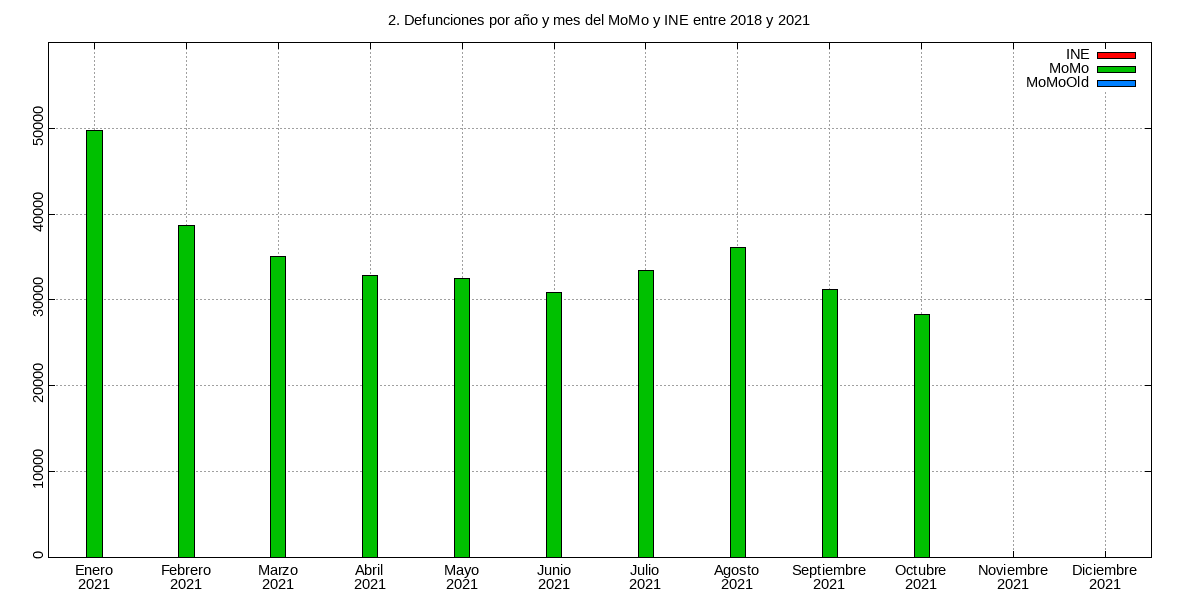 2. Defunciones por año y mes del MoMo y INE entre 2018 y 2021
INE
MoMo
MoMoOld
50000
40000
30000
20000
10000
0
Enero
2021
Febrero
2021
Marzo
2021
Abril
2021
Mayo
2021
Junio
2021
Julio
2021
Agosto
2021
Septiembre
2021
Octubre
2021
Noviembre
2021
Diciembre
2021